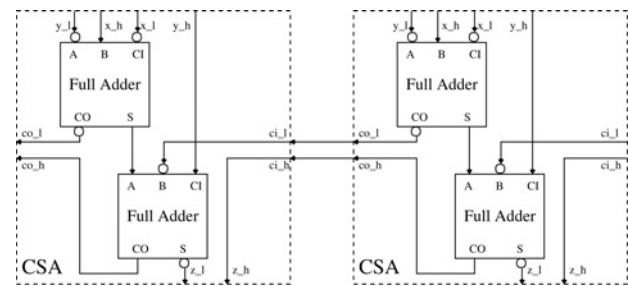 y_l x_h x_l y_h
A B CI
Full Adder
CO S
co_l ci_l
co_h ci_h
A B CI
Full Adder
CO S
CSA z_l z_h
y_l x_h x_l y_h
A B CI
Full Adder
CO S
co_l ci_l
co_h ci_h
A B CI
Full Adder
CO S
CSA z_l z_h